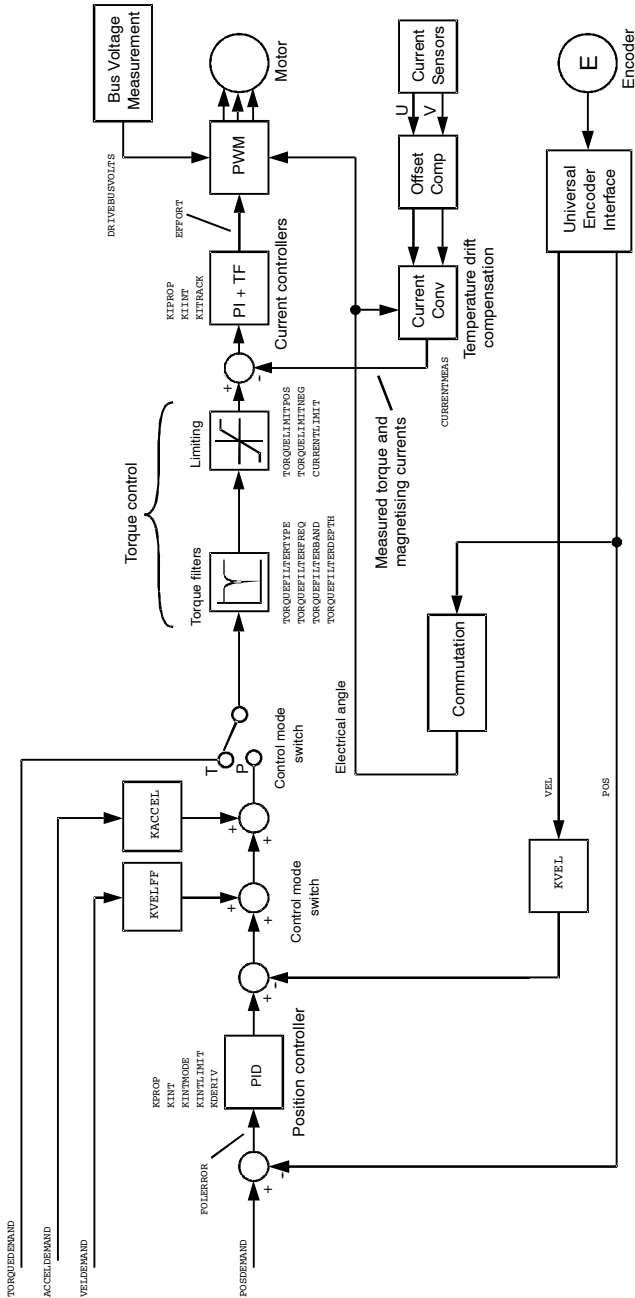 TORQUEDEMAND
ACCELDEMAND
VELDEMAND
POSDEMAND
FOLERROR
+
-
KPROP
KINT
KINTMODE
KINTLIMIT
KDERIV
PID
Position controller
+
-
KVELFF
+
+
Control mode
switch
KACCEL
+
+
T
P
Control mode
switch
Torque control
Torque filters
TORQUEFILTERTYPE
TORQUEFILTERFREQ
TORQUEFILTERBAND
TORQUEFILTERDEPTH
Limiting
TORQUELIMITPOS
TORQUELIMITNEG
CURRENTLIMIT
+
-
KIPROP
KIINT
KITRACK
PI + TF
Current controllers
EFFORT
DRIVEBUSVOLTS
Bus Voltage
Measurement
PWM
Motor
Electrical angle
Measured torque and
magnetising currents
CURRENTMEAS
Current
Conv
Offset
Comp
U
V
Current
Sensors
Temperature drift
compensation
Commutation
KVEL
VEL
POS
Universal
Encoder
Interface
E
Encoder